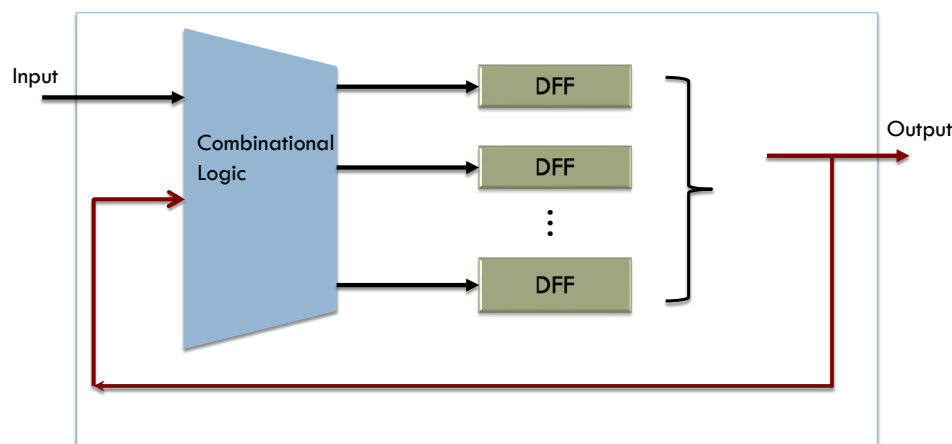 Input
Combinational
Logic
DFF
DFF
DFF
Output